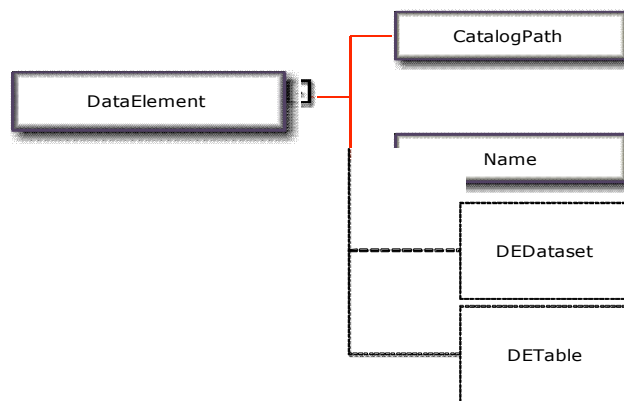 CatalogPath
DataElement
Name
DEDataset
DETable